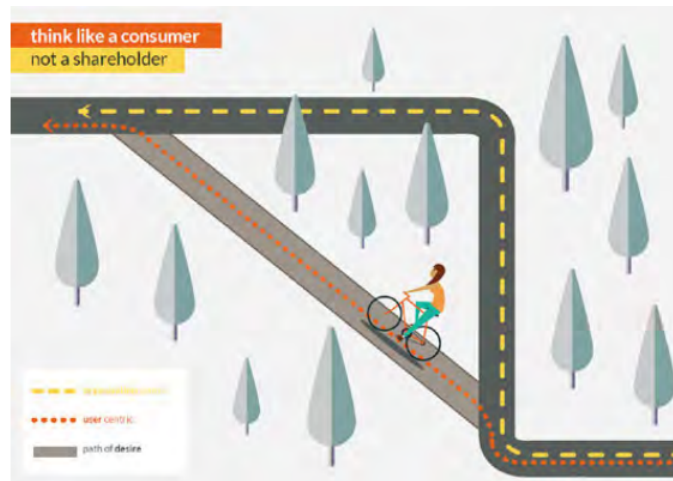 think like a consumer
not a shareholder
user centric
path of desire